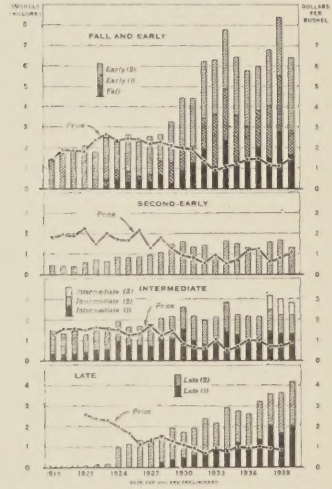 BUSHELS
(MILLIONS)
DOLLARS
PER
BUSHEL
FALL AND EARLY
Early (2)
Early (1)
Fall
Price
SECOND-EARLY
Price
INTERMEDIATE
Intermediate (3)
Intermediate (2)
Intermediate (1)
Price
LATE
Late (2)
Late (1)
Price
1918 1921 1924 1927 1930 1933 1936 1939